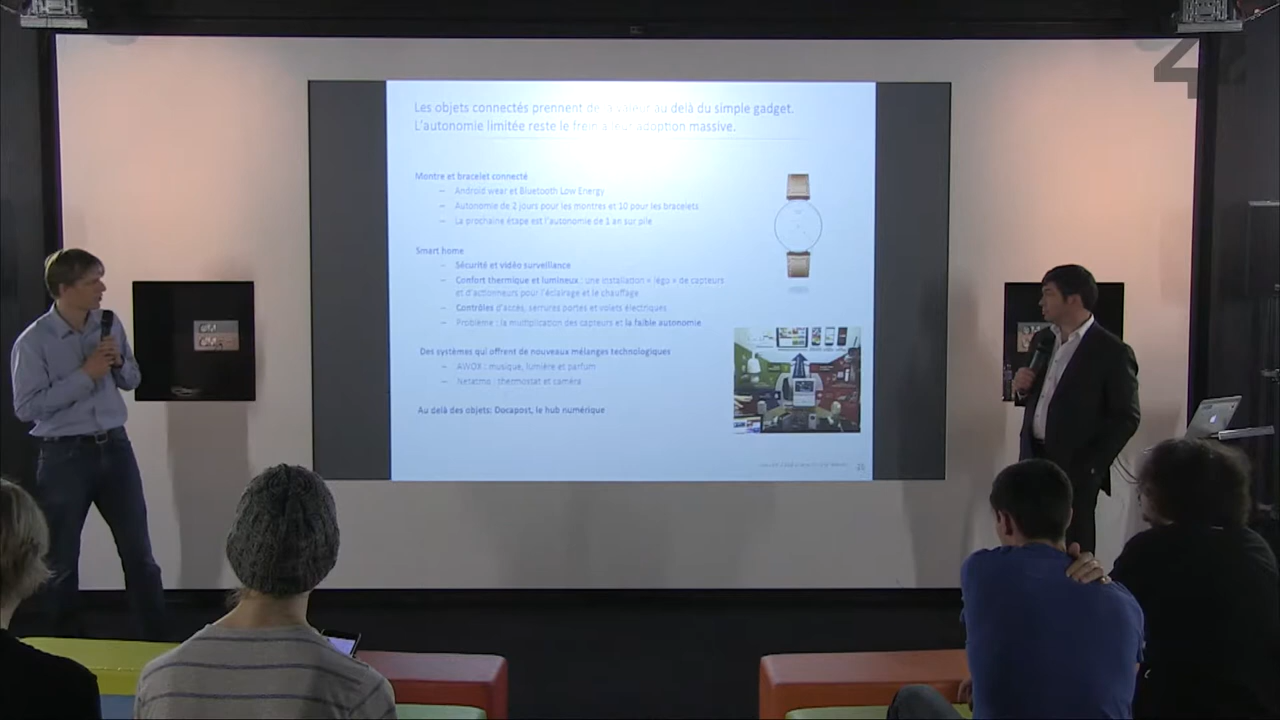 Les objets connectés prennent de la valeur au delà du simple gadget.
L'autonomie limitée reste le frein à leur adoption massive.
Montre et bracelet connecté
– Android wear et Bluetooth Low Energy
– Autonomie de 2 jours pour les montres et 10 pour les bracelets
– La prochaine étape est l'autonomie de 1 an sur pile
Smart home
– Sécurité et vidéo surveillance
– Confort thermique et lumineux : une installation « légo » de capteurs
et d'actionneurs pour l'éclairage et le chauffage
– Contrôles d'accès, serrures portes et volets électriques
– Problème : la multiplication des capteurs et la faible autonomie
Des systèmes qui offrent de nouveaux mélanges technologiques
– AWOX : musique, lumière et parfum
– Netatmo : thermostat et caméra
Au delà des objets: Docapost, le hub numérique
42